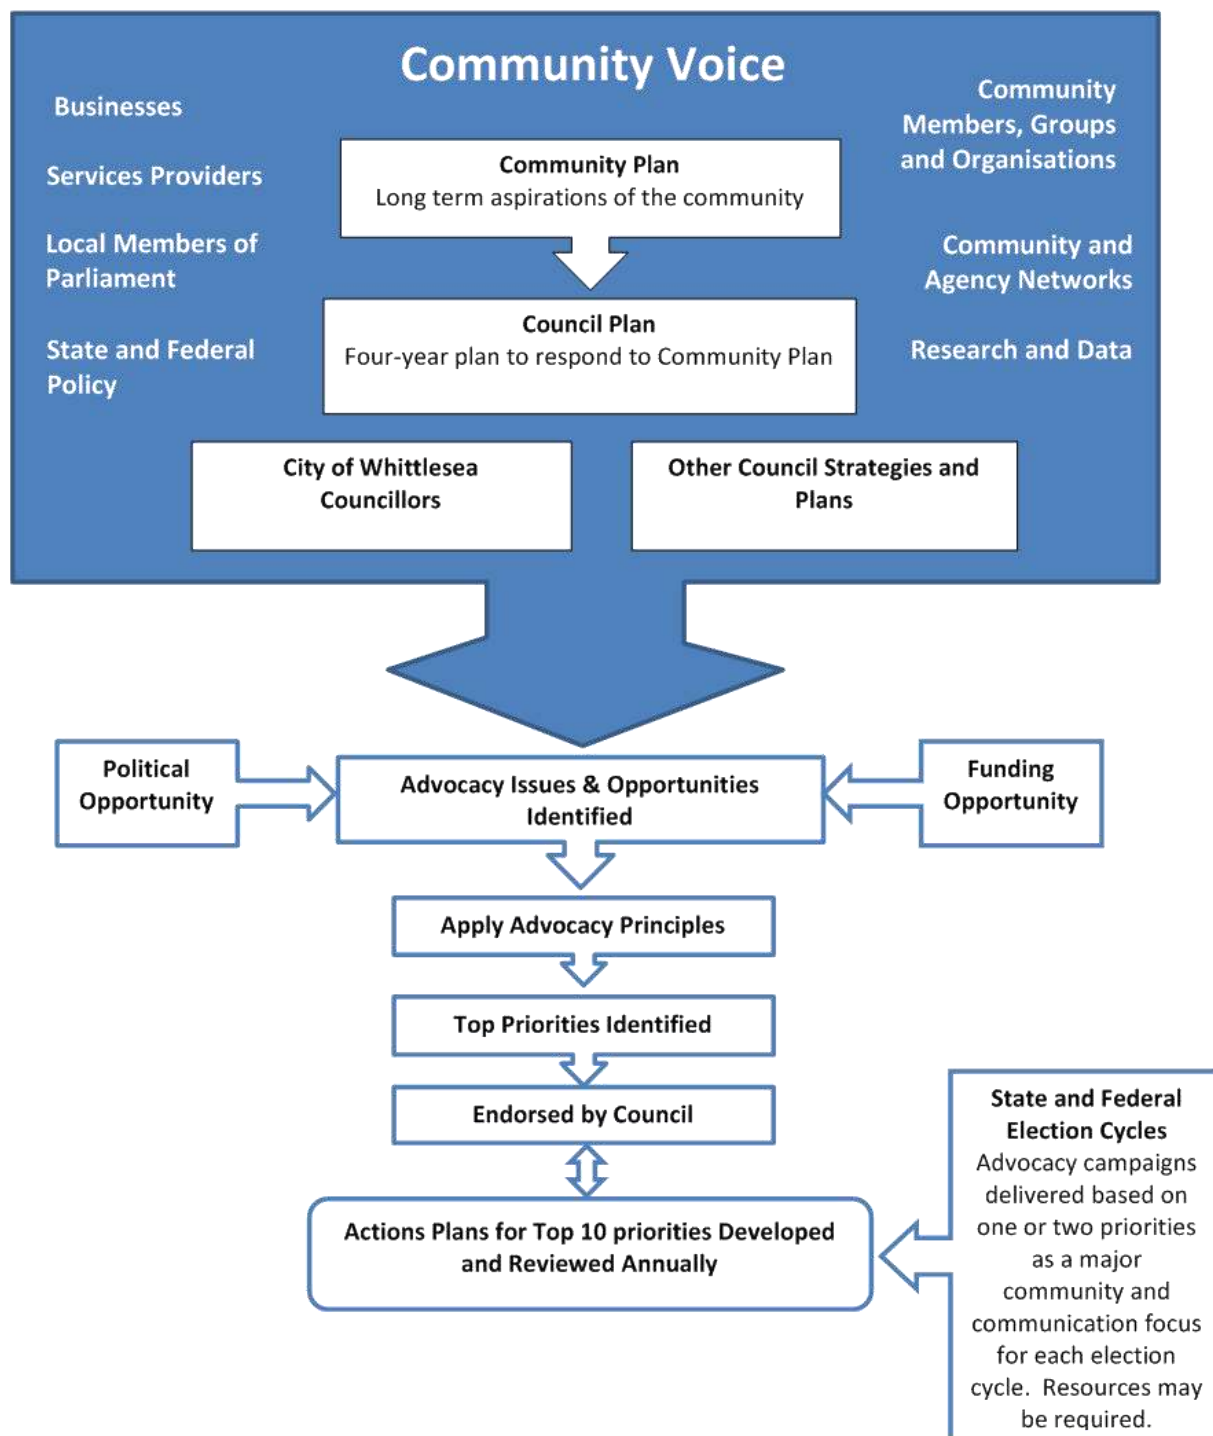 Community Voice
Businesses
Services Providers
Local Members of
Parliament
State and Federal
Policy
Community
Members, Groups
and Organisations
Community and
Agency Networks
Research and Data
Community Plan
Long term aspirations of the community
Council Plan
Four-year plan to respond to Community Plan
City of Whittlesea
Councillors
Other Council Strategies and
Plans
Political
Opportunity
Advocacy Issues & Opportunities
Identified
Funding
Opportunity
Apply Advocacy Principles
Top Priorities Identified
Endorsed by Council
Actions Plans for Top 10 priorities Developed
and Reviewed Annually
State and Federal
Election Cycles
Advocacy campaigns
delivered based on
one or two priorities
as a major
community and
communication focus
for each election
cycle.  Resources may
be required.